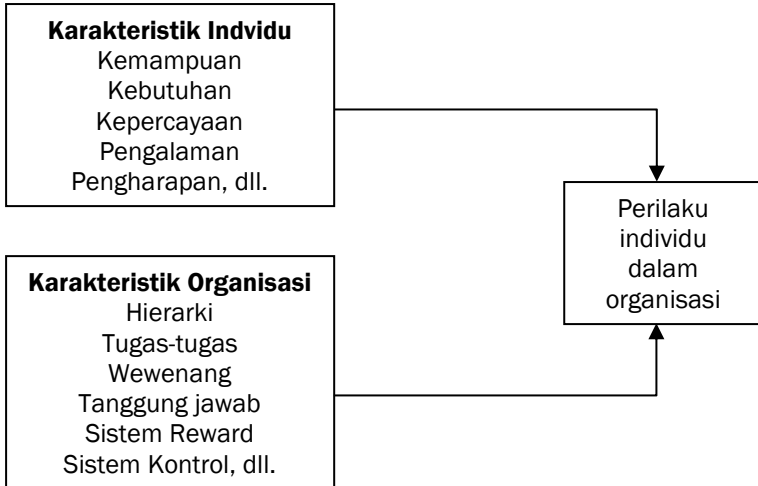 Karakteristik Indvidu
Kemampuan
Kebutuhan
Kepercayaan
Pengalaman
Pengharapan, dll.
Karakteristik Organisasi
Hierarki
Tugas-tugas
Wewenang
Tanggung jawab
Sistem Reward
Sistem Kontrol, dll.
Perilaku
individu
dalam
organisasi